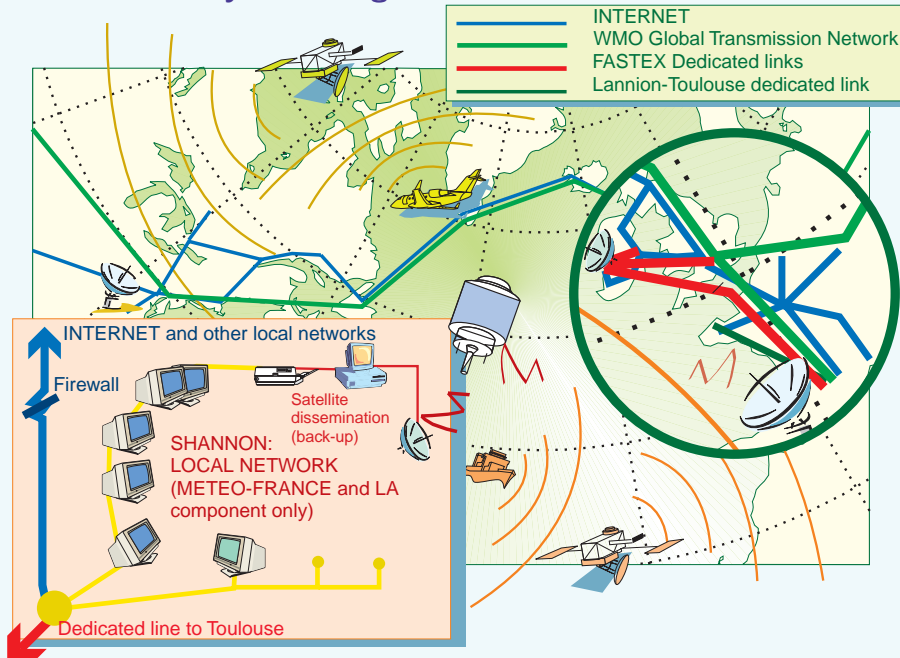 INTERNET
WMO Global Transmission Network
FASTEX Dedicated links
Lannion-Toulouse dedicated link
INTERNET and other local networks
Firewall
Satellite
dissemination
(back-up)
SHANNON:
LOCAL NETWORK
(METEO-FRANCE and LA
component only)
Dedicated line to Toulouse